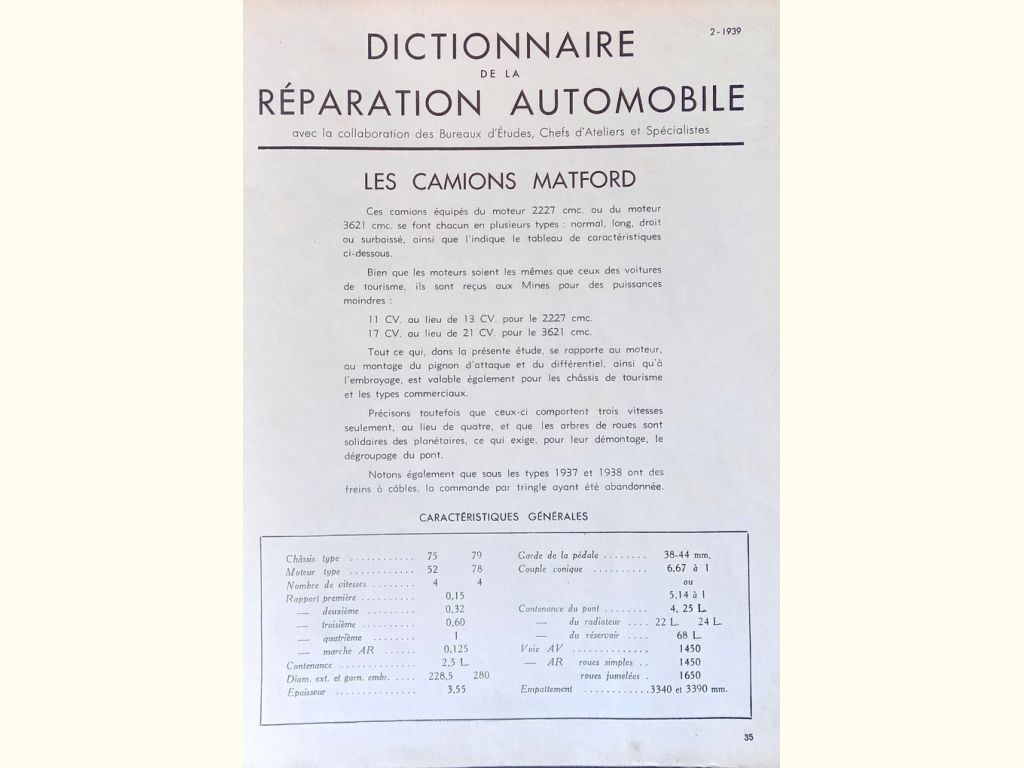 2-1939
DICTIONNAIRE
DE LA
RÉPARATION AUTOMOBILE
avec la collaboration des Bureaux d'Études, Chefs d'Ateliers et Spécialistes
LES CAMIONS MATFORD
Ces camions équipés du moteur 2227 cmc. ou du moteur
3621 cmc. se font chacun en plusieurs types : normal, long, droit
ou surbaissé, ainsi que l'indique le tableau de caractéristiques
ci-dessous.
Bien que les moteurs soient les mêmes que ceux des voitures
de tourisme, ils sont reçus aux Mines pour des puissances
moindres :
11 CV. au lieu de 13 CV. pour le 2227 cmc.
17 CV. au lieu de 21 CV. pour le 3621 cmc.
Tout ce qui, dans la présente étude, se rapporte au moteur,
au montage du pignon d'attaque et du différentiel, ainsi qu'à
l'embrayage, est valable également pour les châssis de tourisme
et les types commerciaux.
Précisons toutefois que ceux-ci comportent trois vitesses
seulement, au lieu de quatre, et que les arbres de roues sont
solidaires des planétaires, ce qui exige, pour leur démontage, le
dégroupage du pont.
Notons également que sous les types 1937 et 1938 ont des
freins à câbles, la commande par tringle ayant été abandonnée.
CARACTÉRISTIQUES GÉNÉRALES
Châssis type ........... 75 79
Moteur type ........... 52 78
Nombre de vitesses ........ 4 4
Rapport première .......... 0,15
— deuxième ......... 0,32
— troisième ......... 0,60
— quatrième ........ 1
— marche AR ...... 0,125
Contenance ............. 2,5 L.
Diam. ext. et garn. embr. ..... 228,5 280
Epaisseur .............. 3,55
Garde de la pédale ........ 38-44 mm.
Couple conique .......... 6,67 à 1
ou
5,14 à 1
Contenance du pont ........ 4, 25 L.
— du radiateur .... 22 L. 24 L.
— du réservoir .... 68 L.
Voie AV .............. 1450
— AR roues simples .. 1450
roues jumelées . 1650
Empattement ............ 3340 et 3390 mm.
35